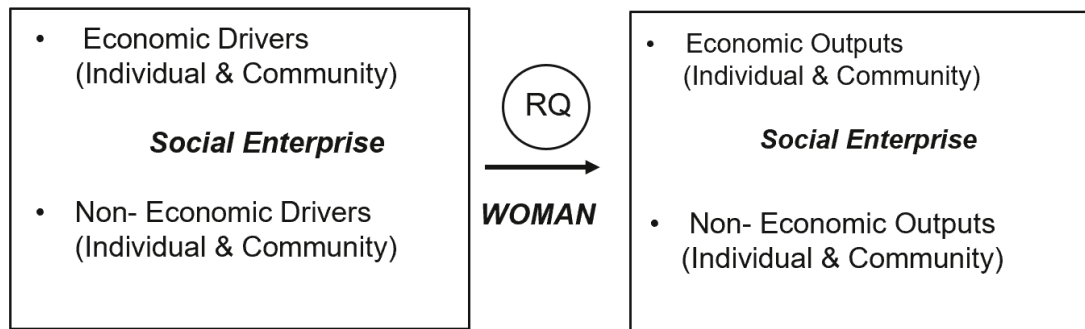 • Economic Drivers
(Individual & Community)
Social Enterprise
• Non- Economic Drivers
(Individual & Community)
RQ
WOMAN
• Economic Outputs
(Individual & Community)
Social Enterprise
• Non- Economic Outputs
(Individual & Community)